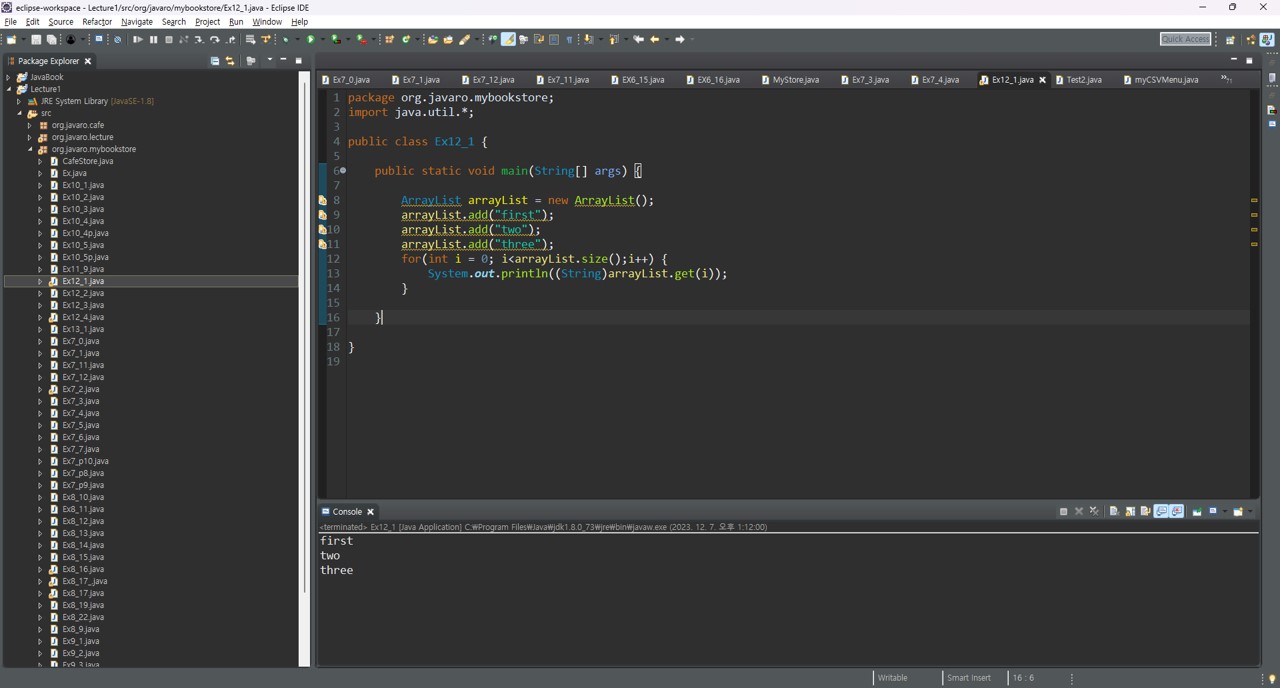 eclipse-workspace - Lecture1/src/org/javaro/mybookstore/Ex12_1.java - Eclipse IDE
File Edit Source Refactor Navigate Search Project Run Window Help
Quick Access
Package Explorer
JavaBook
Lecture1
JRE System Library [JavaSE-1.8]
src
org.javaro.cafe
org.javaro.lecture
org.javaro.mybookstore
CafeStore.java
Ex.java
Ex10_1.java
Ex10_2.java
Ex10_3.java
Ex10_4.java
Ex10_4p.java
Ex10_5.java
Ex10_5p.java
Ex11_9.java
Ex12_1.java
Ex12_2.java
Ex12_3.java
Ex12_4.java
Ex13_1.java
Ex7_0.java
Ex7_1.java
Ex7_11.java
Ex7_12.java
Ex7_2.java
Ex7_3.java
Ex7_4.java
Ex7_5.java
Ex7_6.java
Ex7_7.java
Ex7_p10.java
Ex7_p8.java
Ex7_p9.java
Ex8_10.java
Ex8_11.java
Ex8_12.java
Ex8_13.java
Ex8_14.java
Ex8_15.java
Ex8_16.java
Ex8_17_.java
Ex8_17.java
Ex8_19.java
Ex8_22.java
Ex8_9.java
Ex9_1.java
Ex9_2.java
Ex9_3.java
Ex7_0.java Ex7_1.java Ex7_12.java Ex7_11.java EX6_15.java EX6_16.java MyStore.java Ex7_3.java Ex7_4.java Ex12_1.java Test2.java myCSVMenu.java »11
1 package org.javaro.mybookstore;
2 import java.util.*;
3
4 public class Ex12_1 {
5
6 public static void main(String[] args) {
7
8 ArrayList arrayList = new ArrayList();
9 arrayList.add("first");
10 arrayList.add("two");
11 arrayList.add("three");
12 for(int i = 0; i<arrayList.size();i++) {
13 System.out.println((String)arrayList.get(i));
14 }
15
16 }
17
18 }
19
Console
<terminated> Ex12_1 [Java Application] C:₩Program Files₩Java₩jdk1.8.0_73₩jre₩bin₩javaw.exe (2023. 12. 7. 오후 1:12:00)
first
two
three
Writable Smart Insert 16 : 6